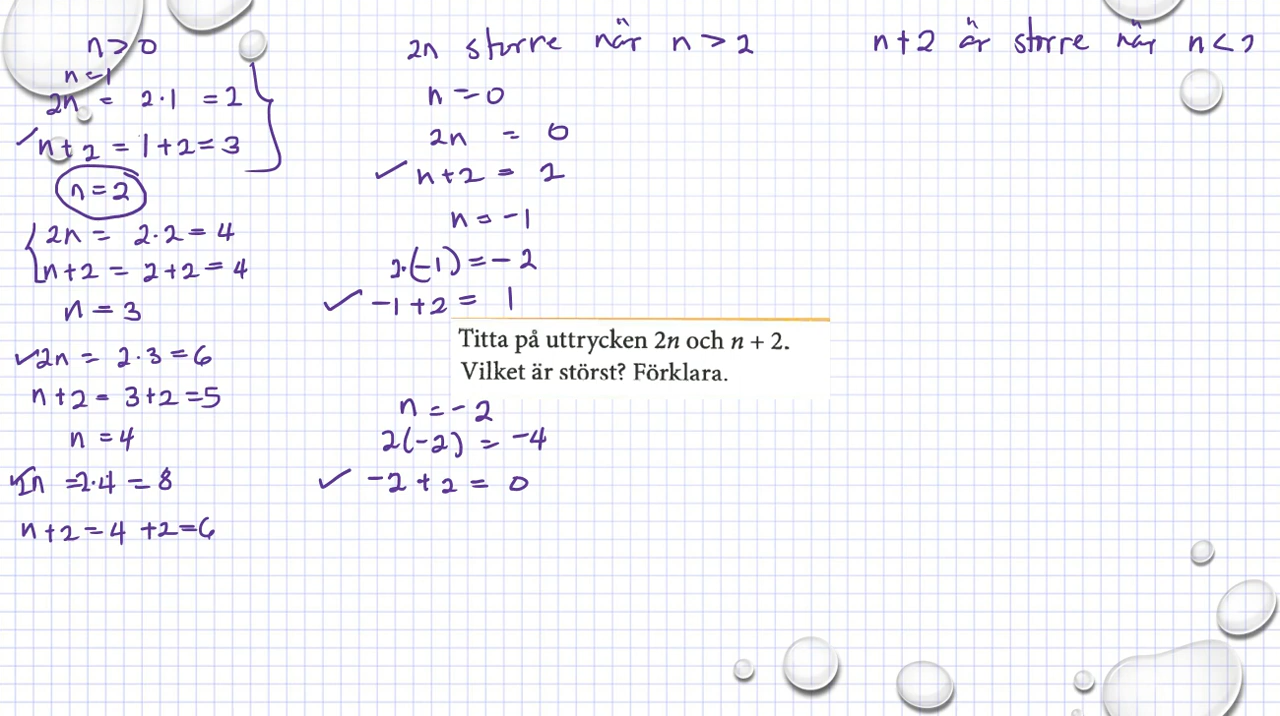 n > 0
n = 1
2n = 2·1 = 2
✓ n + 2 = 1 + 2 = 3
n = 2
2n = 2·2 = 4
n + 2 = 2 + 2 = 4
n = 3
✓ 2n = 2·3 = 6
n + 2 = 3 + 2 = 5
n = 4
✓ 2n = 2·4 = 8
n + 2 = 4 + 2 = 6
2n större när n > 2
n = 0
2n = 0
✓ n + 2 = 2
n = -1
2·(-1) = -2
✓ -1 + 2 = 1
Titta på uttrycken 2n och n + 2.
Vilket är störst? Förklara.
n = -2
2(-2) = -4
✓ -2 + 2 = 0
n + 2 är större när n < 2